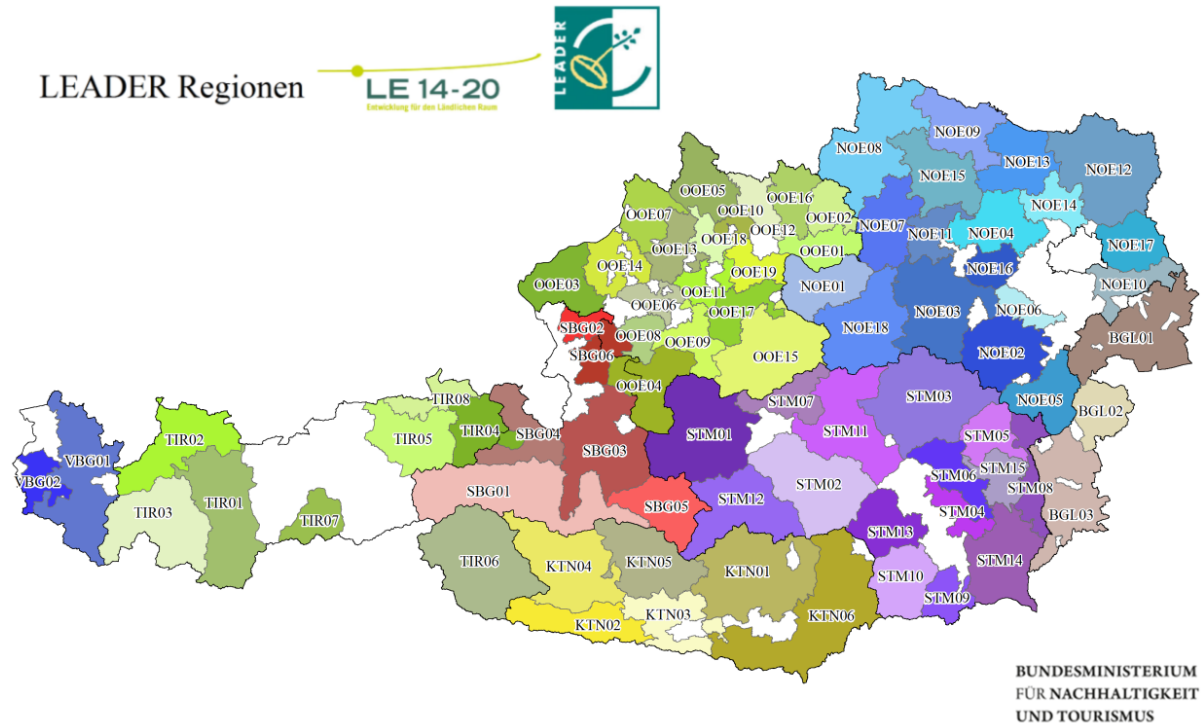 LEADER Regionen
LE 14-20
Entwicklung für den Ländlichen Raum
LEADER
NOE08
NOE09
NOE13
NOE12
NOE15
NOE14
NOE07
NOE11
NOE04
NOE17
NOE16
NOE10
NOE01
NOE03
NOE06
NOE18
NOE02
NOE05
OOE05
OOE16
OOE07
OOE10
OOE02
OOE12
OOE13
OOE18
OOE01
OOE14
OOE19
OOE03
OOE11
OOE06
OOE17
OOE08
OOE09
OOE15
OOE04
SBG02
SBG06
SBG04
SBG03
SBG01
SBG05
BGL01
BGL02
BGL03
STM07
STM03
STM01
STM11
STM05
STM06
STM15
STM08
STM02
STM12
STM04
STM13
STM14
STM10
STM09
TIR08
TIR02
TIR05
TIR04
TIR01
TIR03
TIR07
TIR06
VBG01
VBG02
KTN04
KTN05
KTN01
KTN03
KTN02
KTN06
BUNDESMINISTERIUM
FÜR NACHHALTIGKEIT
UND TOURISMUS